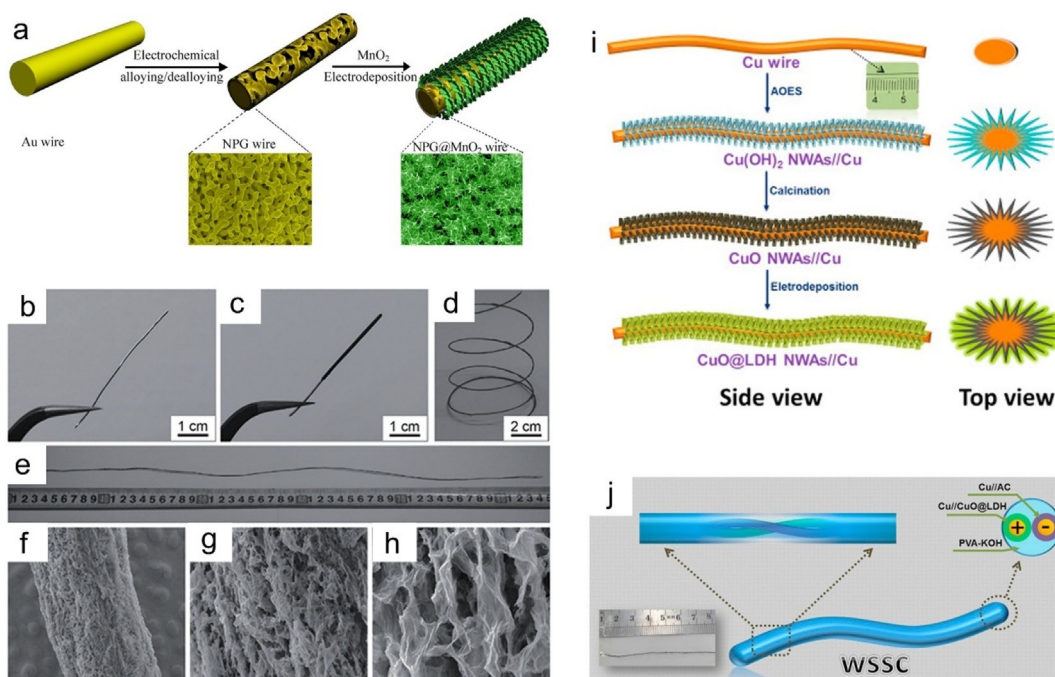 a
Au wire
Electrochemical
alloying/dealloying
NPG wire
MnO₂
Electrodeposition
NPG@MnO₂ wire
b
1 cm
c
1 cm
d
2 cm
e
f
g
h
i
Cu wire
4 5
AOES
Cu(OH)₂ NWAs//Cu
Calcination
CuO NWAs//Cu
Eletrodeposition
CuO@LDH NWAs//Cu
Side view
Top view
j
Cu//AC
Cu//CuO@LDH
+
-
PVA-KOH
WSSC